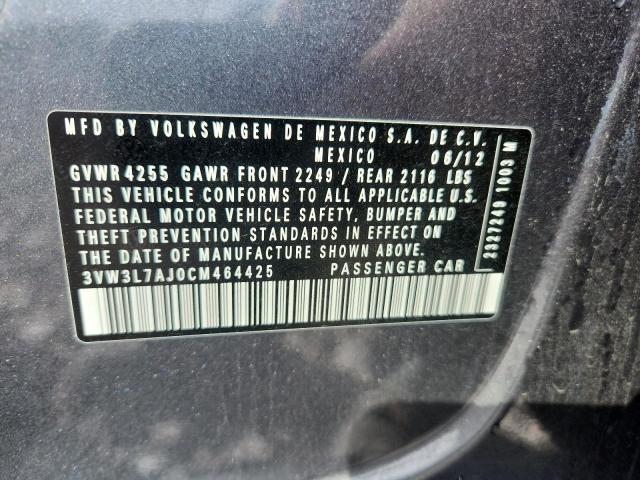 MFD BY VOLKSWAGEN DE MEXICO S.A. DE C.V.
MEXICO 06/12
GVWR 4255 GAWR FRONT 2249 / REAR 2116 LBS
THIS VEHICLE CONFORMS TO ALL APPLICABLE U.S.
FEDERAL MOTOR VEHICLE SAFETY, BUMPER AND
THEFT PREVENTION STANDARDS IN EFFECT ON
THE DATE OF MANUFACTURE SHOWN ABOVE.
3VW3L7AJ0CM464425 PASSENGER CAR
2927249 1003 M